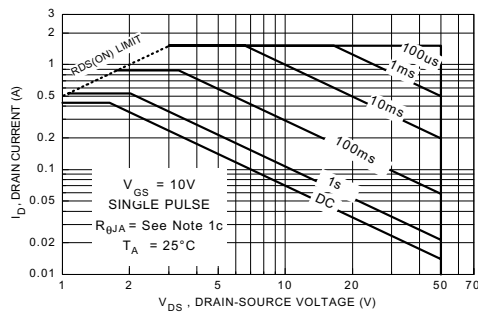 3
2
1
0.5
0.2
0.1
0.05
0.02
0.01
I_D, DRAIN CURRENT (A)
RDS(ON) LIMIT
100us
1ms
10ms
100ms
1s
DC
V_GS = 10V
SINGLE PULSE
R_θJA = See Note 1c
T_A = 25°C
1 2 5 10 20 30 50 70
V_DS , DRAIN-SOURCE VOLTAGE (V)